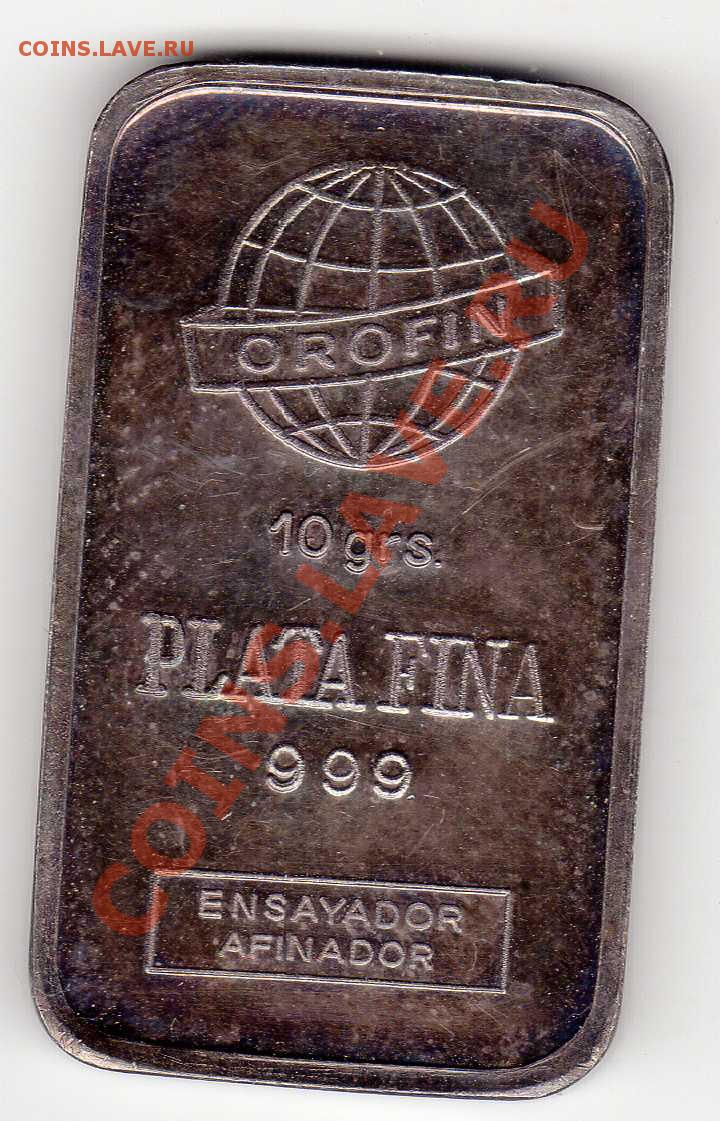 COINS.LAVE.RU
OROFIN
10 grs.
PLATA FINA
999
ENSAYADOR
AFINADOR
COINS.LAVE.RU